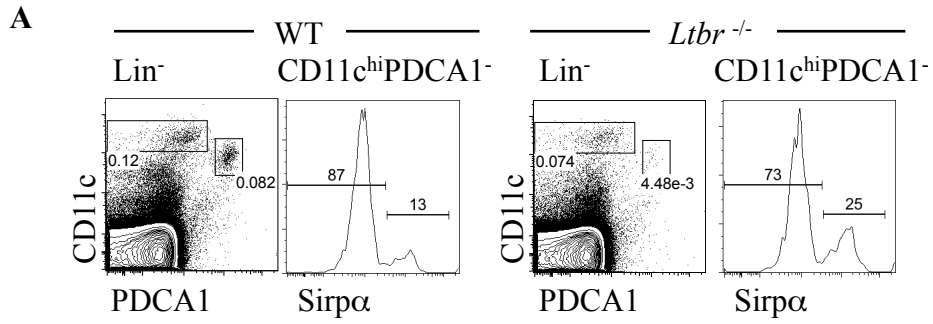 A
WT
Ltbr -/-
Lin-
CD11chiPDCA1-
Lin-
CD11chiPDCA1-
0.12
0.082
87
13
0.074
4.48e-3
73
25
CD11c
CD11c
PDCA1
Sirpα
PDCA1
Sirpα